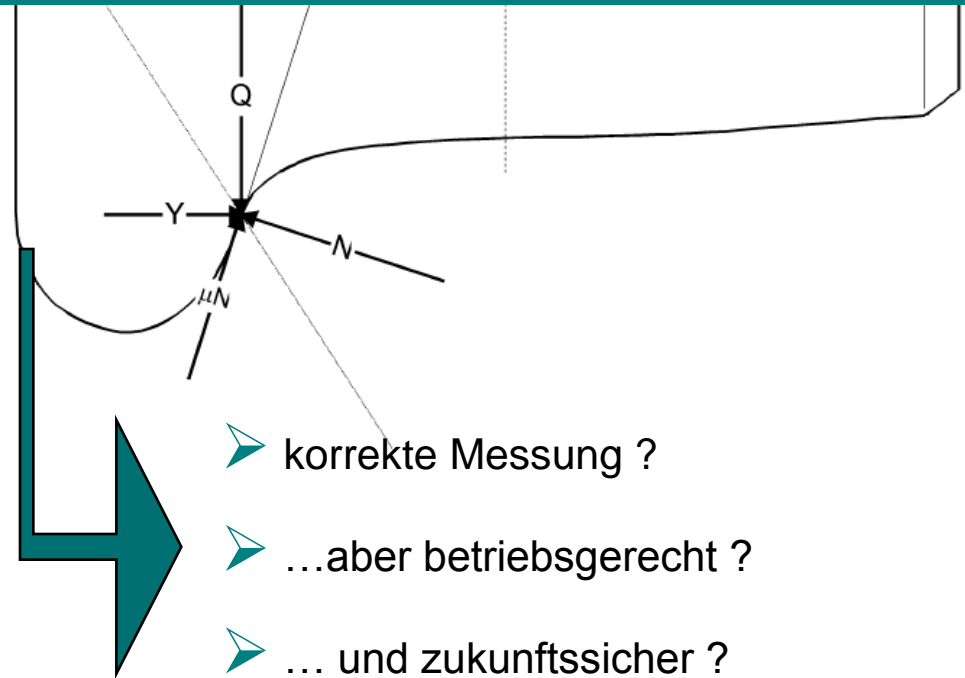 Q
Y
N
μN
korrekte Messung ?
…aber betriebsgerecht ?
… und zukunftssicher ?